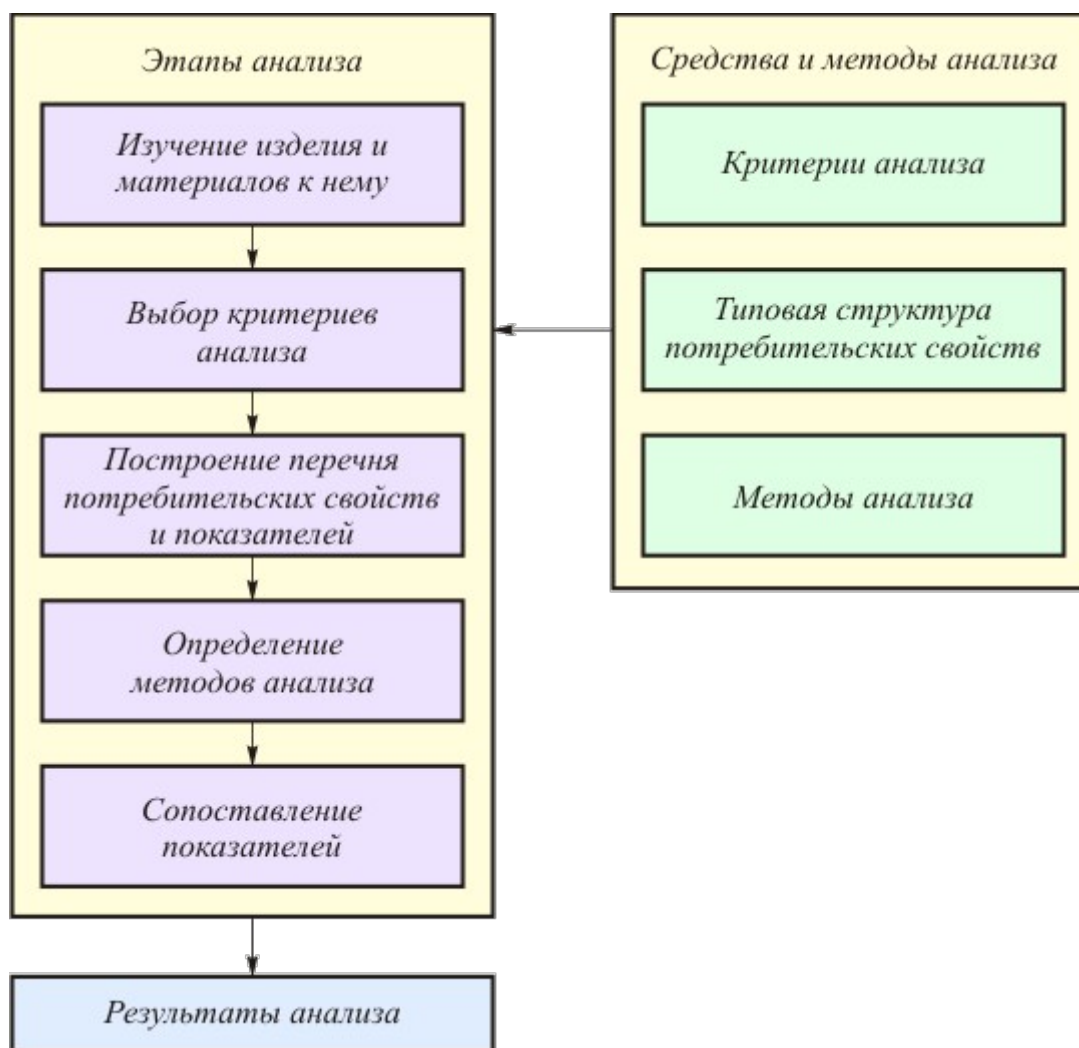 Этапы анализа
Изучение изделия и
материалов к нему
Выбор критериев
анализа
Построение перечня
потребительских свойств
и показателей
Определение
методов анализа
Сопоставление
показателей
Результаты анализа
Средства и методы анализа
Критерии анализа
Типовая структура
потребительских свойств
Методы анализа